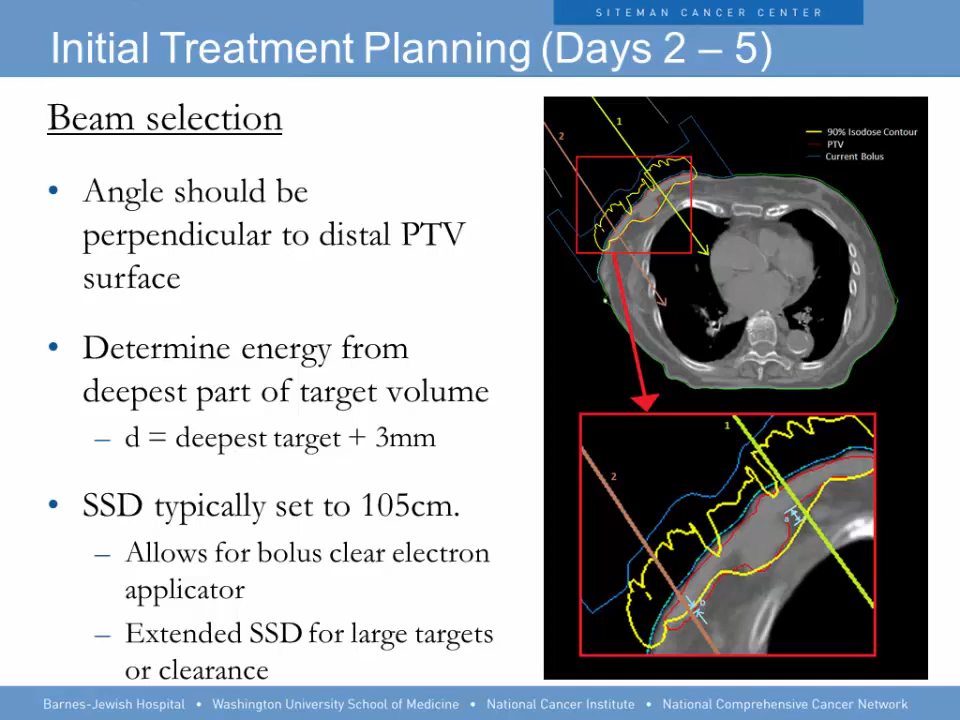 SITEMAN CANCER CENTER
Initial Treatment Planning (Days 2 – 5)
Beam selection
• Angle should be
perpendicular to distal PTV
surface
• Determine energy from
deepest part of target volume
– d = deepest target + 3mm
• SSD typically set to 105cm.
– Allows for bolus clear electron
applicator
– Extended SSD for large targets
or clearance
1
2
90% Isodose Contour
PTV
Current Bolus
1
2
a
b
Barnes-Jewish Hospital • Washington University School of Medicine • National Cancer Institute • National Comprehensive Cancer Network